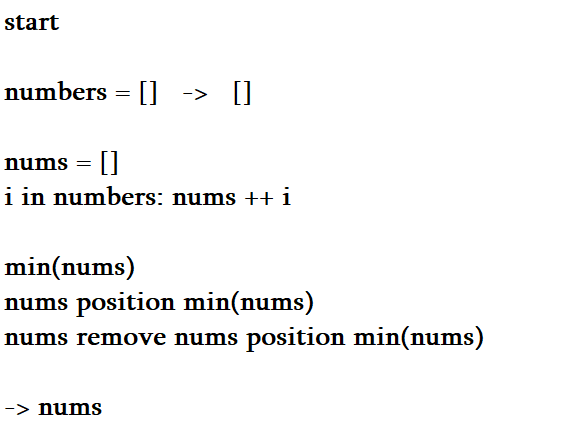 start
numbers = [] -> []
nums = []
i in numbers: nums ++ i
min(nums)
nums position min(nums)
nums remove nums position min(nums)
-> nums